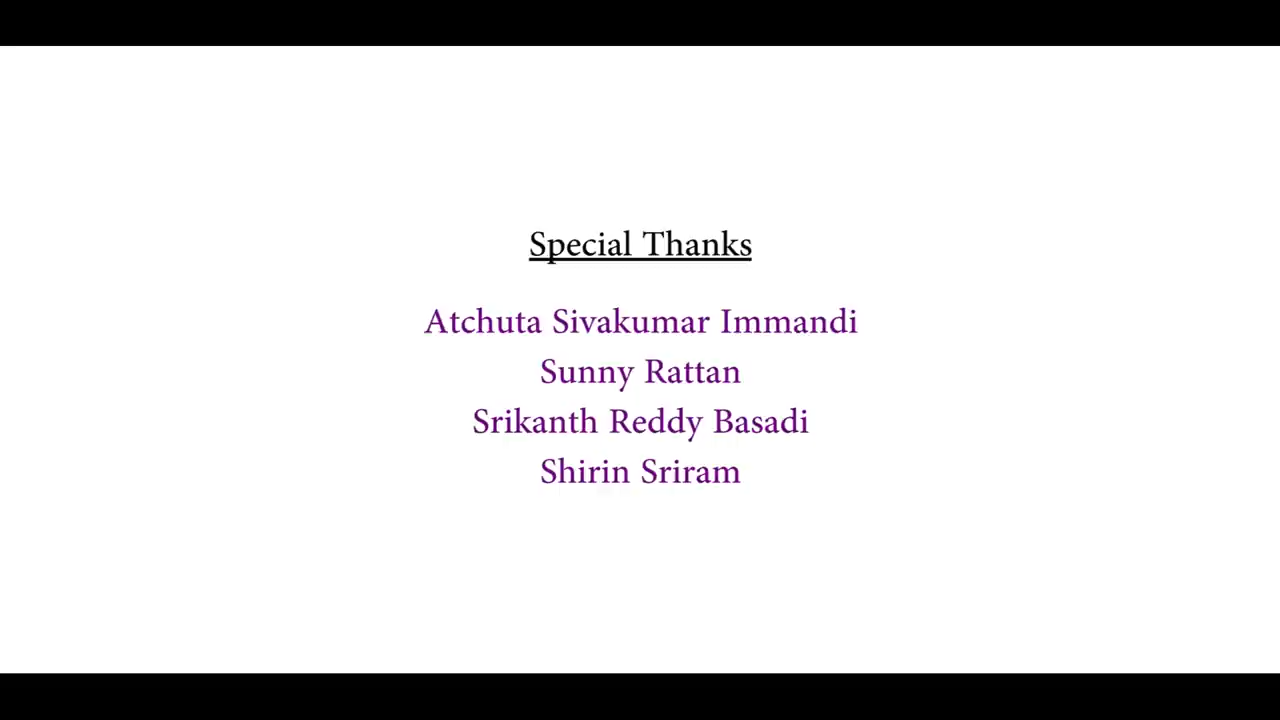 Special Thanks
Atchuta Sivakumar Immandi
Sunny Rattan
Srikanth Reddy Basadi
Shirin Sriram